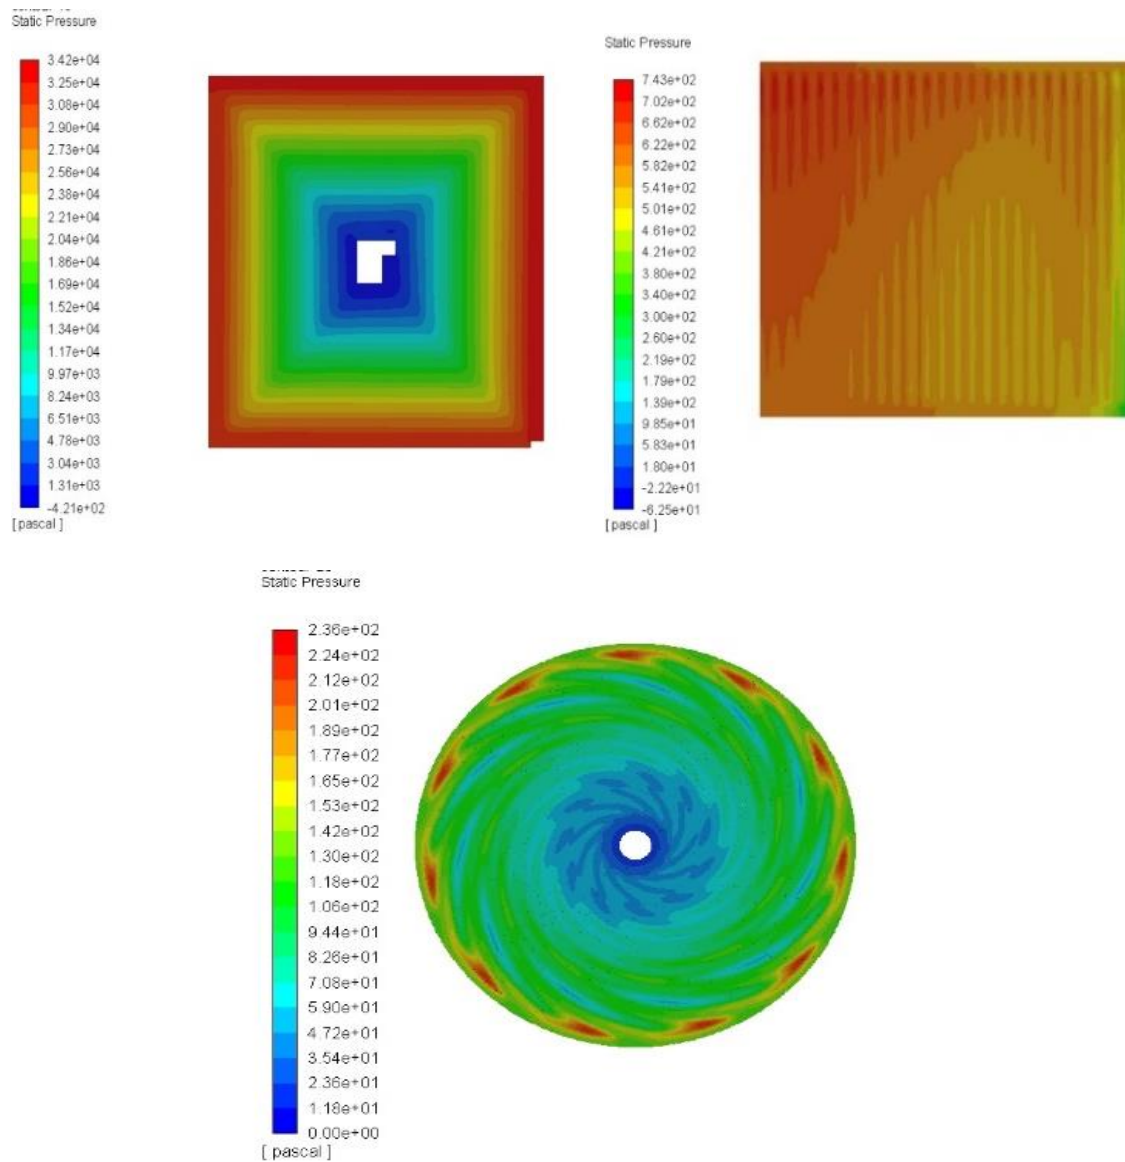 Static Pressure
3.42e+04
3.25e+04
3.08e+04
2.90e+04
2.73e+04
2.56e+04
2.38e+04
2.21e+04
2.04e+04
1.86e+04
1.69e+04
1.52e+04
1.34e+04
1.17e+04
9.97e+03
8.24e+03
6.51e+03
4.78e+03
3.04e+03
1.31e+03
-4.21e+02
[ pascal ]
Static Pressure
7.43e+02
7.02e+02
6.62e+02
6.22e+02
5.82e+02
5.41e+02
5.01e+02
4.61e+02
4.21e+02
3.80e+02
3.40e+02
3.00e+02
2.60e+02
2.19e+02
1.79e+02
1.39e+02
9.85e+01
5.83e+01
1.80e+01
-2.22e+01
-6.25e+01
[ pascal ]
Static Pressure
2.36e+02
2.24e+02
2.12e+02
2.01e+02
1.89e+02
1.77e+02
1.65e+02
1.53e+02
1.42e+02
1.30e+02
1.18e+02
1.06e+02
9.44e+01
8.26e+01
7.08e+01
5.90e+01
4.72e+01
3.54e+01
2.36e+01
1.18e+01
0.00e+00
[ pascal ]